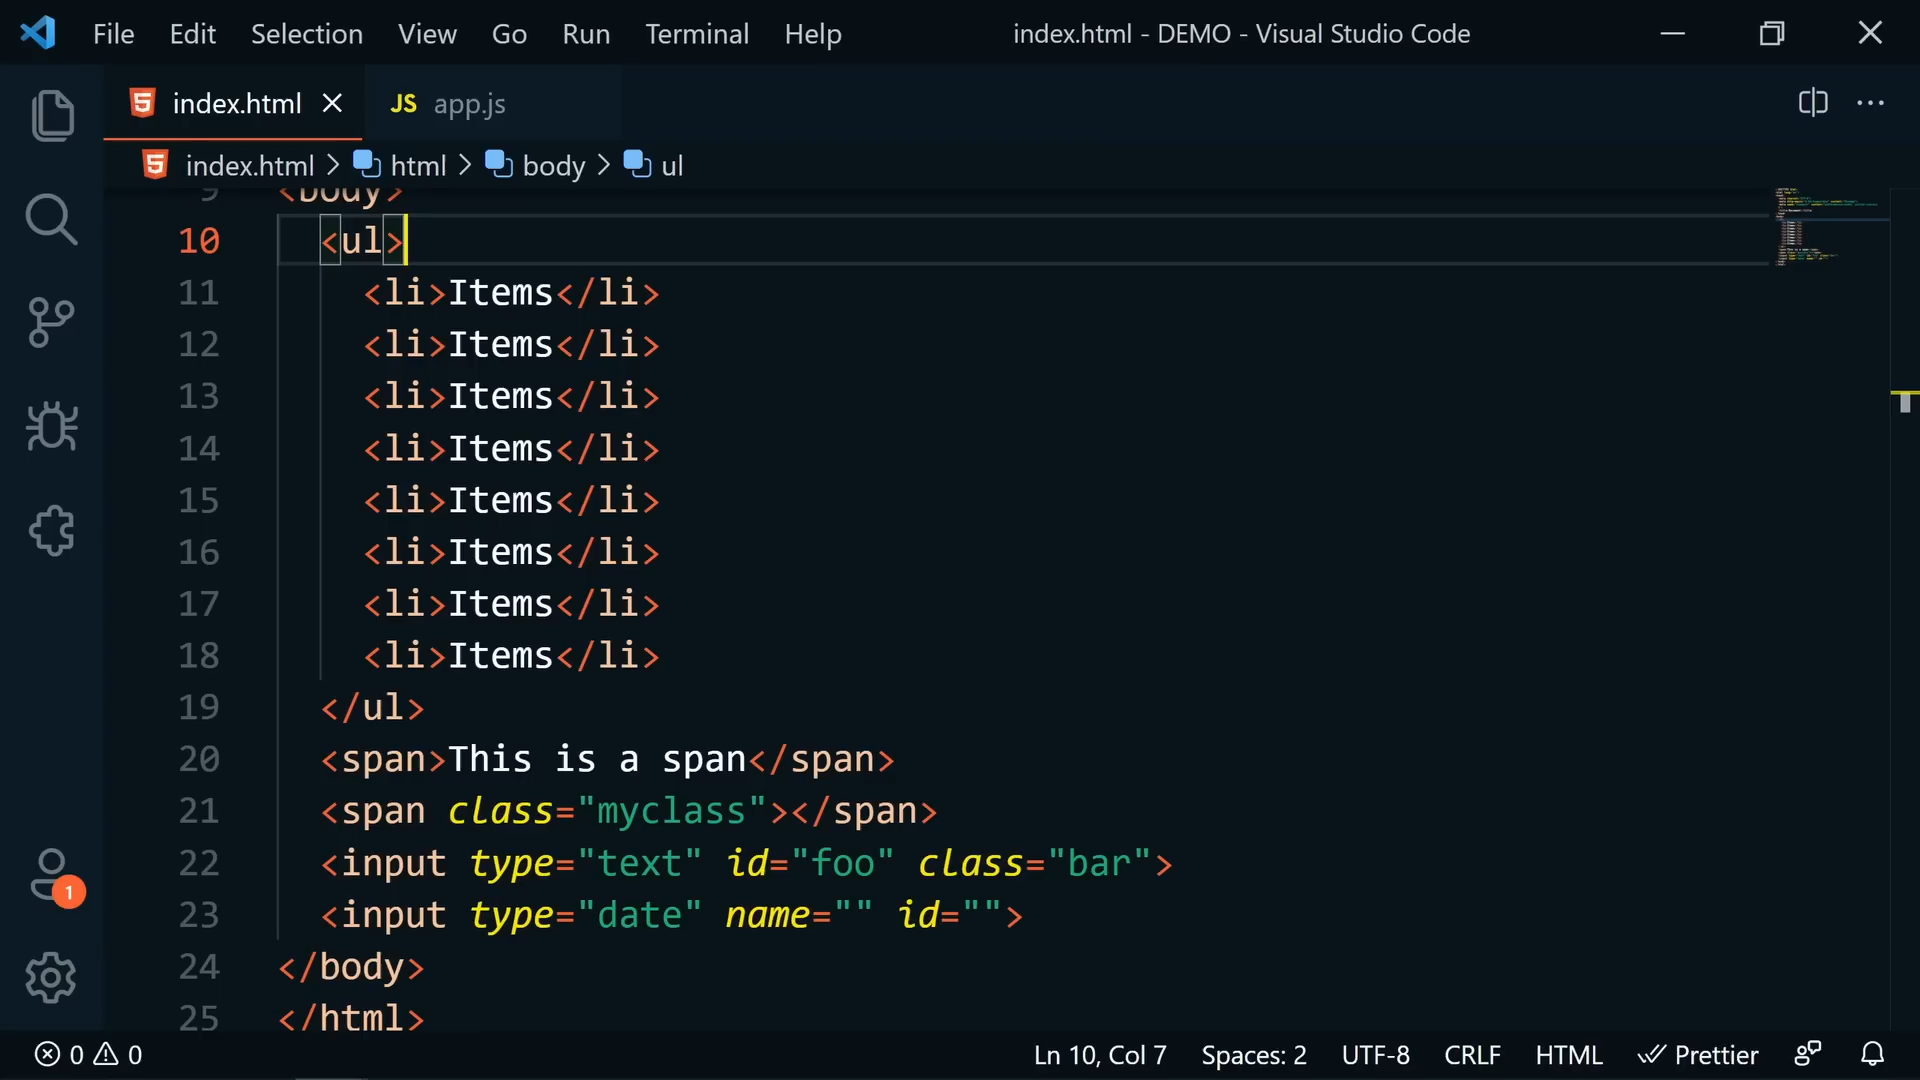 File Edit Selection View Go Run Terminal Help index.html - DEMO - Visual Studio Code
index.html JS app.js
index.html > html > body > ul
9 <body>
10 <ul>
11 <li>Items</li>
12 <li>Items</li>
13 <li>Items</li>
14 <li>Items</li>
15 <li>Items</li>
16 <li>Items</li>
17 <li>Items</li>
18 <li>Items</li>
19 </ul>
20 <span>This is a span</span>
21 <span class="myclass"></span>
22 <input type="text" id="foo" class="bar">
23 <input type="date" name="" id="">
24 </body>
25 </html>
1
0 0 Ln 10, Col 7 Spaces: 2 UTF-8 CRLF HTML Prettier